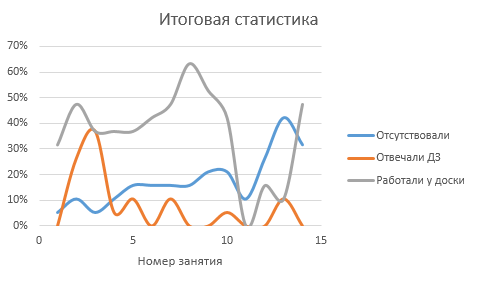 Итоговая статистика
70%
60%
50%
40%
30%
20%
10%
0%
0 5 10 15
Номер занятия
Отсутствовали
Отвечали ДЗ
Работали у доски